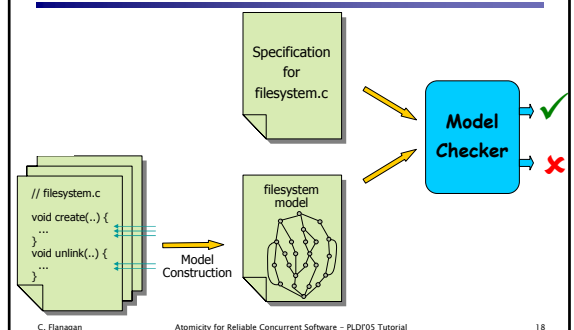 Specification
for
filesystem.c
Model
Checker
// filesystem.c
void create(..) {
...
}
void unlink(..) {
...
}
Model
Construction
filesystem
model
C. Flanagan
Atomicity for Reliable Concurrent Software - PLDI'05 Tutorial
18